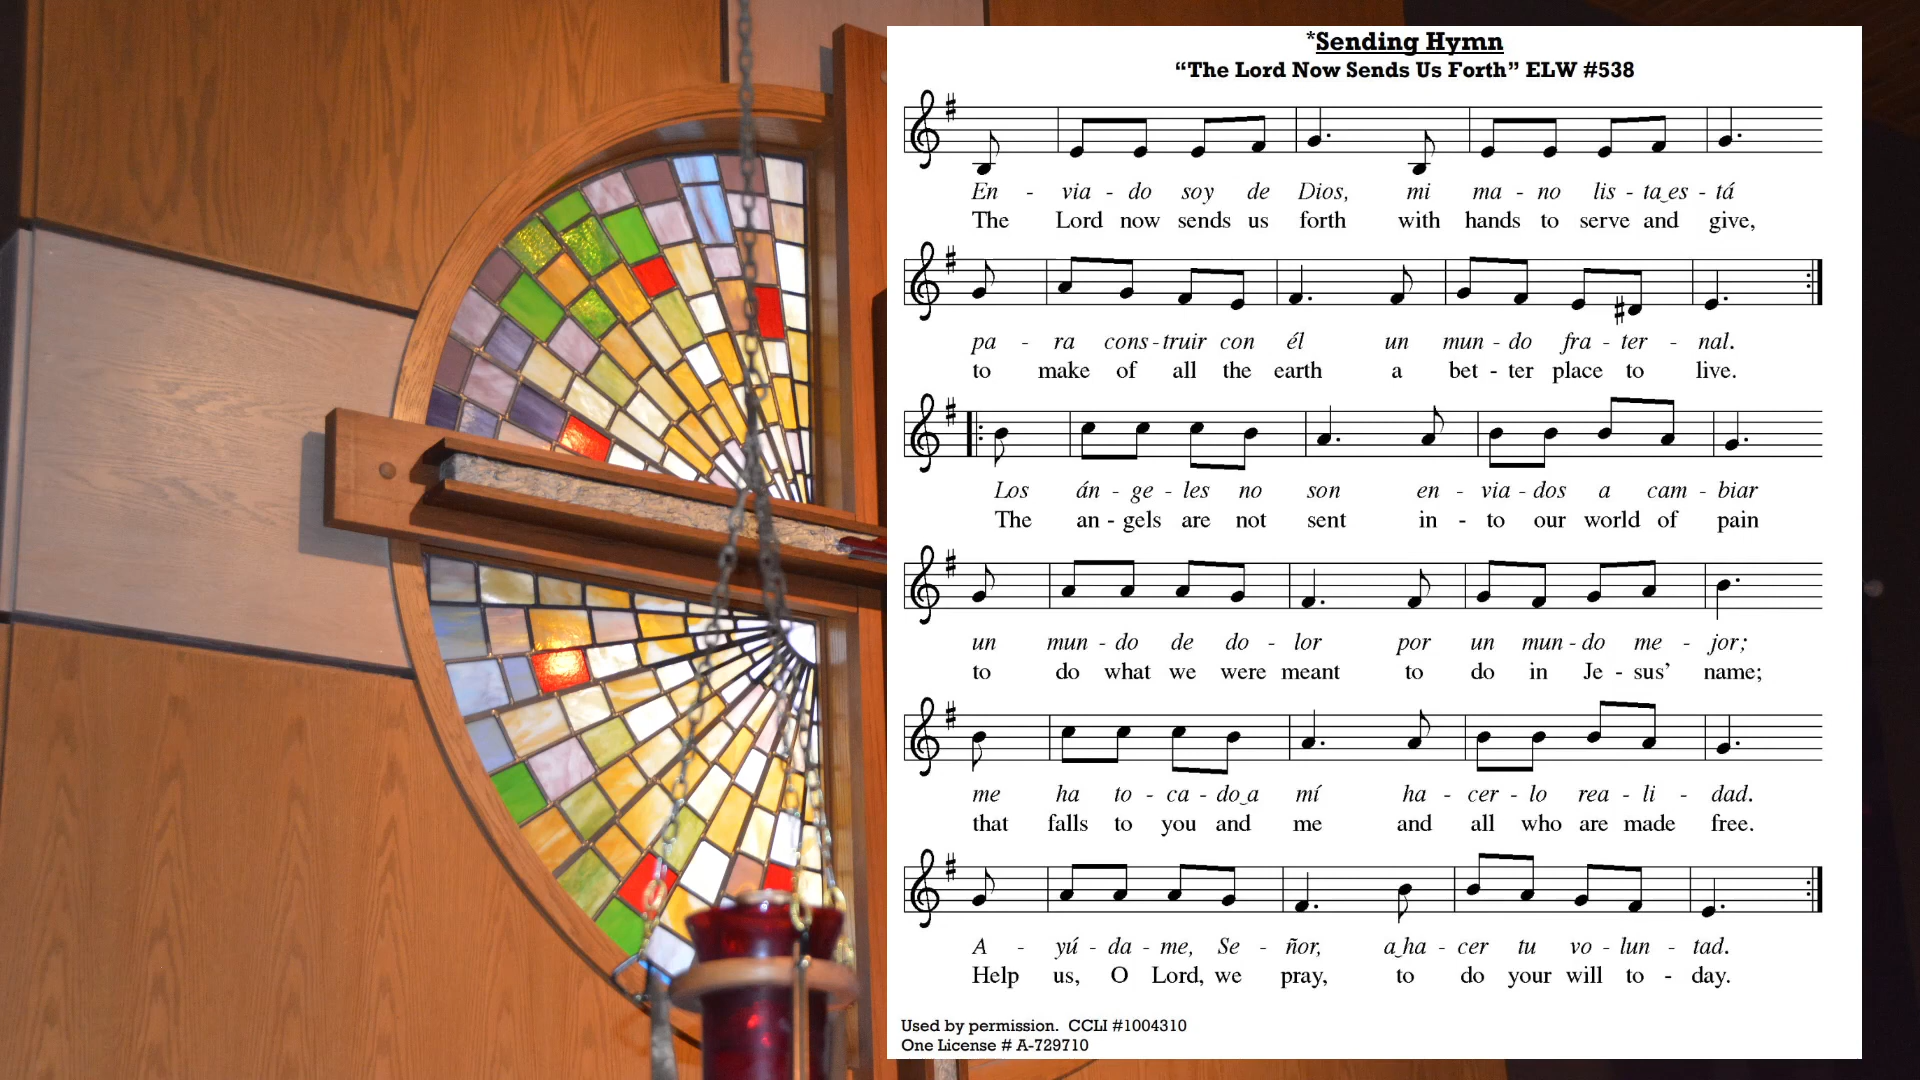 *Sending Hymn
“The Lord Now Sends Us Forth” ELW #538
En - via - do soy de Dios, mi ma - no lis - ta‿es - tá
The Lord now sends us forth with hands to serve and give,
pa - ra cons - truir con él un mun - do fra - ter - nal.
to make of all the earth a bet - ter place to live.
Los án - ge - les no son en - via - dos a cam - biar
The an - gels are not sent in - to our world of pain
un mun - do de do - lor por un mun - do me - jor;
to do what we were meant to do in Je - sus’ name;
me ha to - ca - do‿a mí ha - cer - lo rea - li - dad.
that falls to you and me and all who are made free.
A - yú - da - me, Se - ñor, a‿ha - cer tu vo - lun - tad.
Help us, O Lord, we pray, to do your will to - day.
Used by permission. CCLI #1004310
One License # A-729710